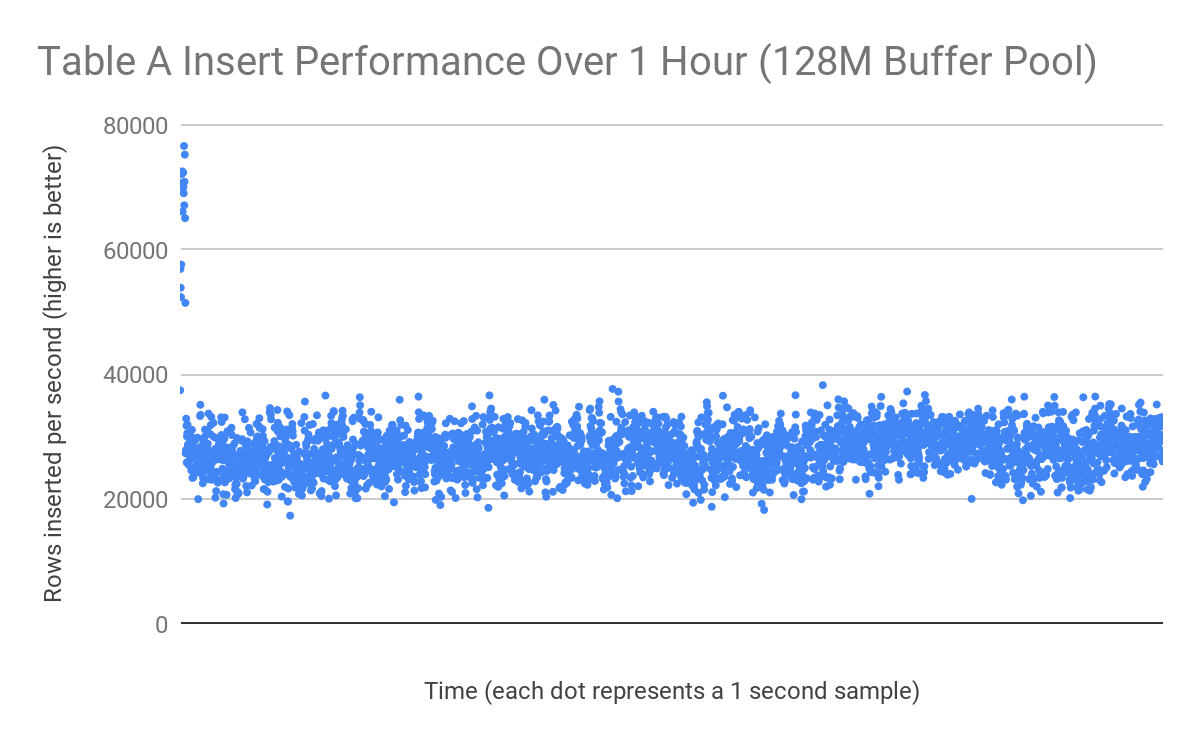 Table A Insert Performance Over 1 Hour (128M Buffer Pool)
Rows inserted per second (higher is better)
80000
60000
40000
20000
0
Time (each dot represents a 1 second sample)